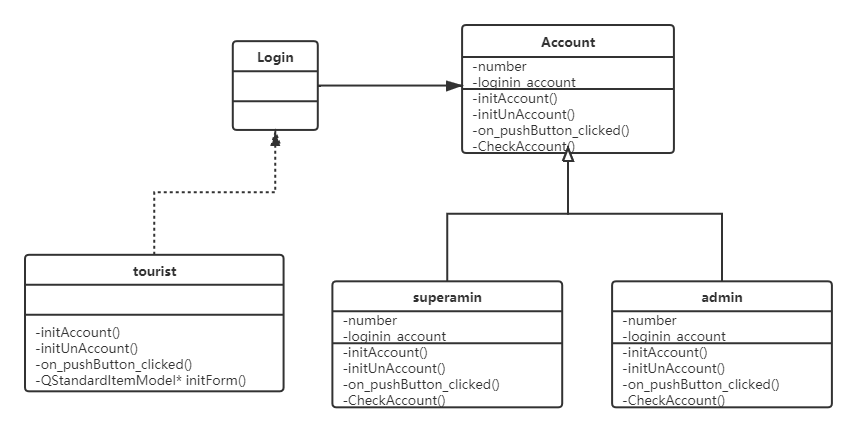 Login
Account
-number
-loginin_account
-initAccount()
-initUnAccount()
-on_pushButton_clicked()
-CheckAccount()
tourist
-initAccount()
-initUnAccount()
-on_pushButton_clicked()
-QStandardItemModel* initForm()
superamin
-number
-loginin_account
-initAccount()
-initUnAccount()
-on_pushButton_clicked()
-CheckAccount()
admin
-number
-loginin_account
-initAccount()
-initUnAccount()
-on_pushButton_clicked()
-CheckAccount()